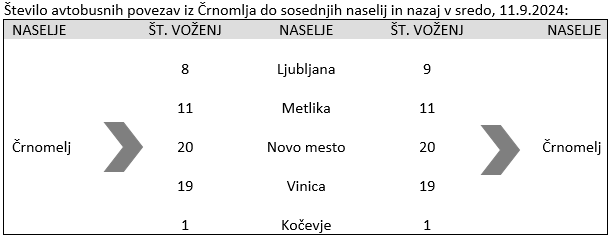 Število avtobusnih povezav iz Črnomlja do sosednjih naselij in nazaj v sredo, 11.9.2024:
NASELJE ŠT. VOŽENJ NASELJE ŠT. VOŽENJ NASELJE
8 Ljubljana 9
11 Metlika 11
Črnomelj 20 Novo mesto 20 Črnomelj
19 Vinica 19
1 Kočevje 1